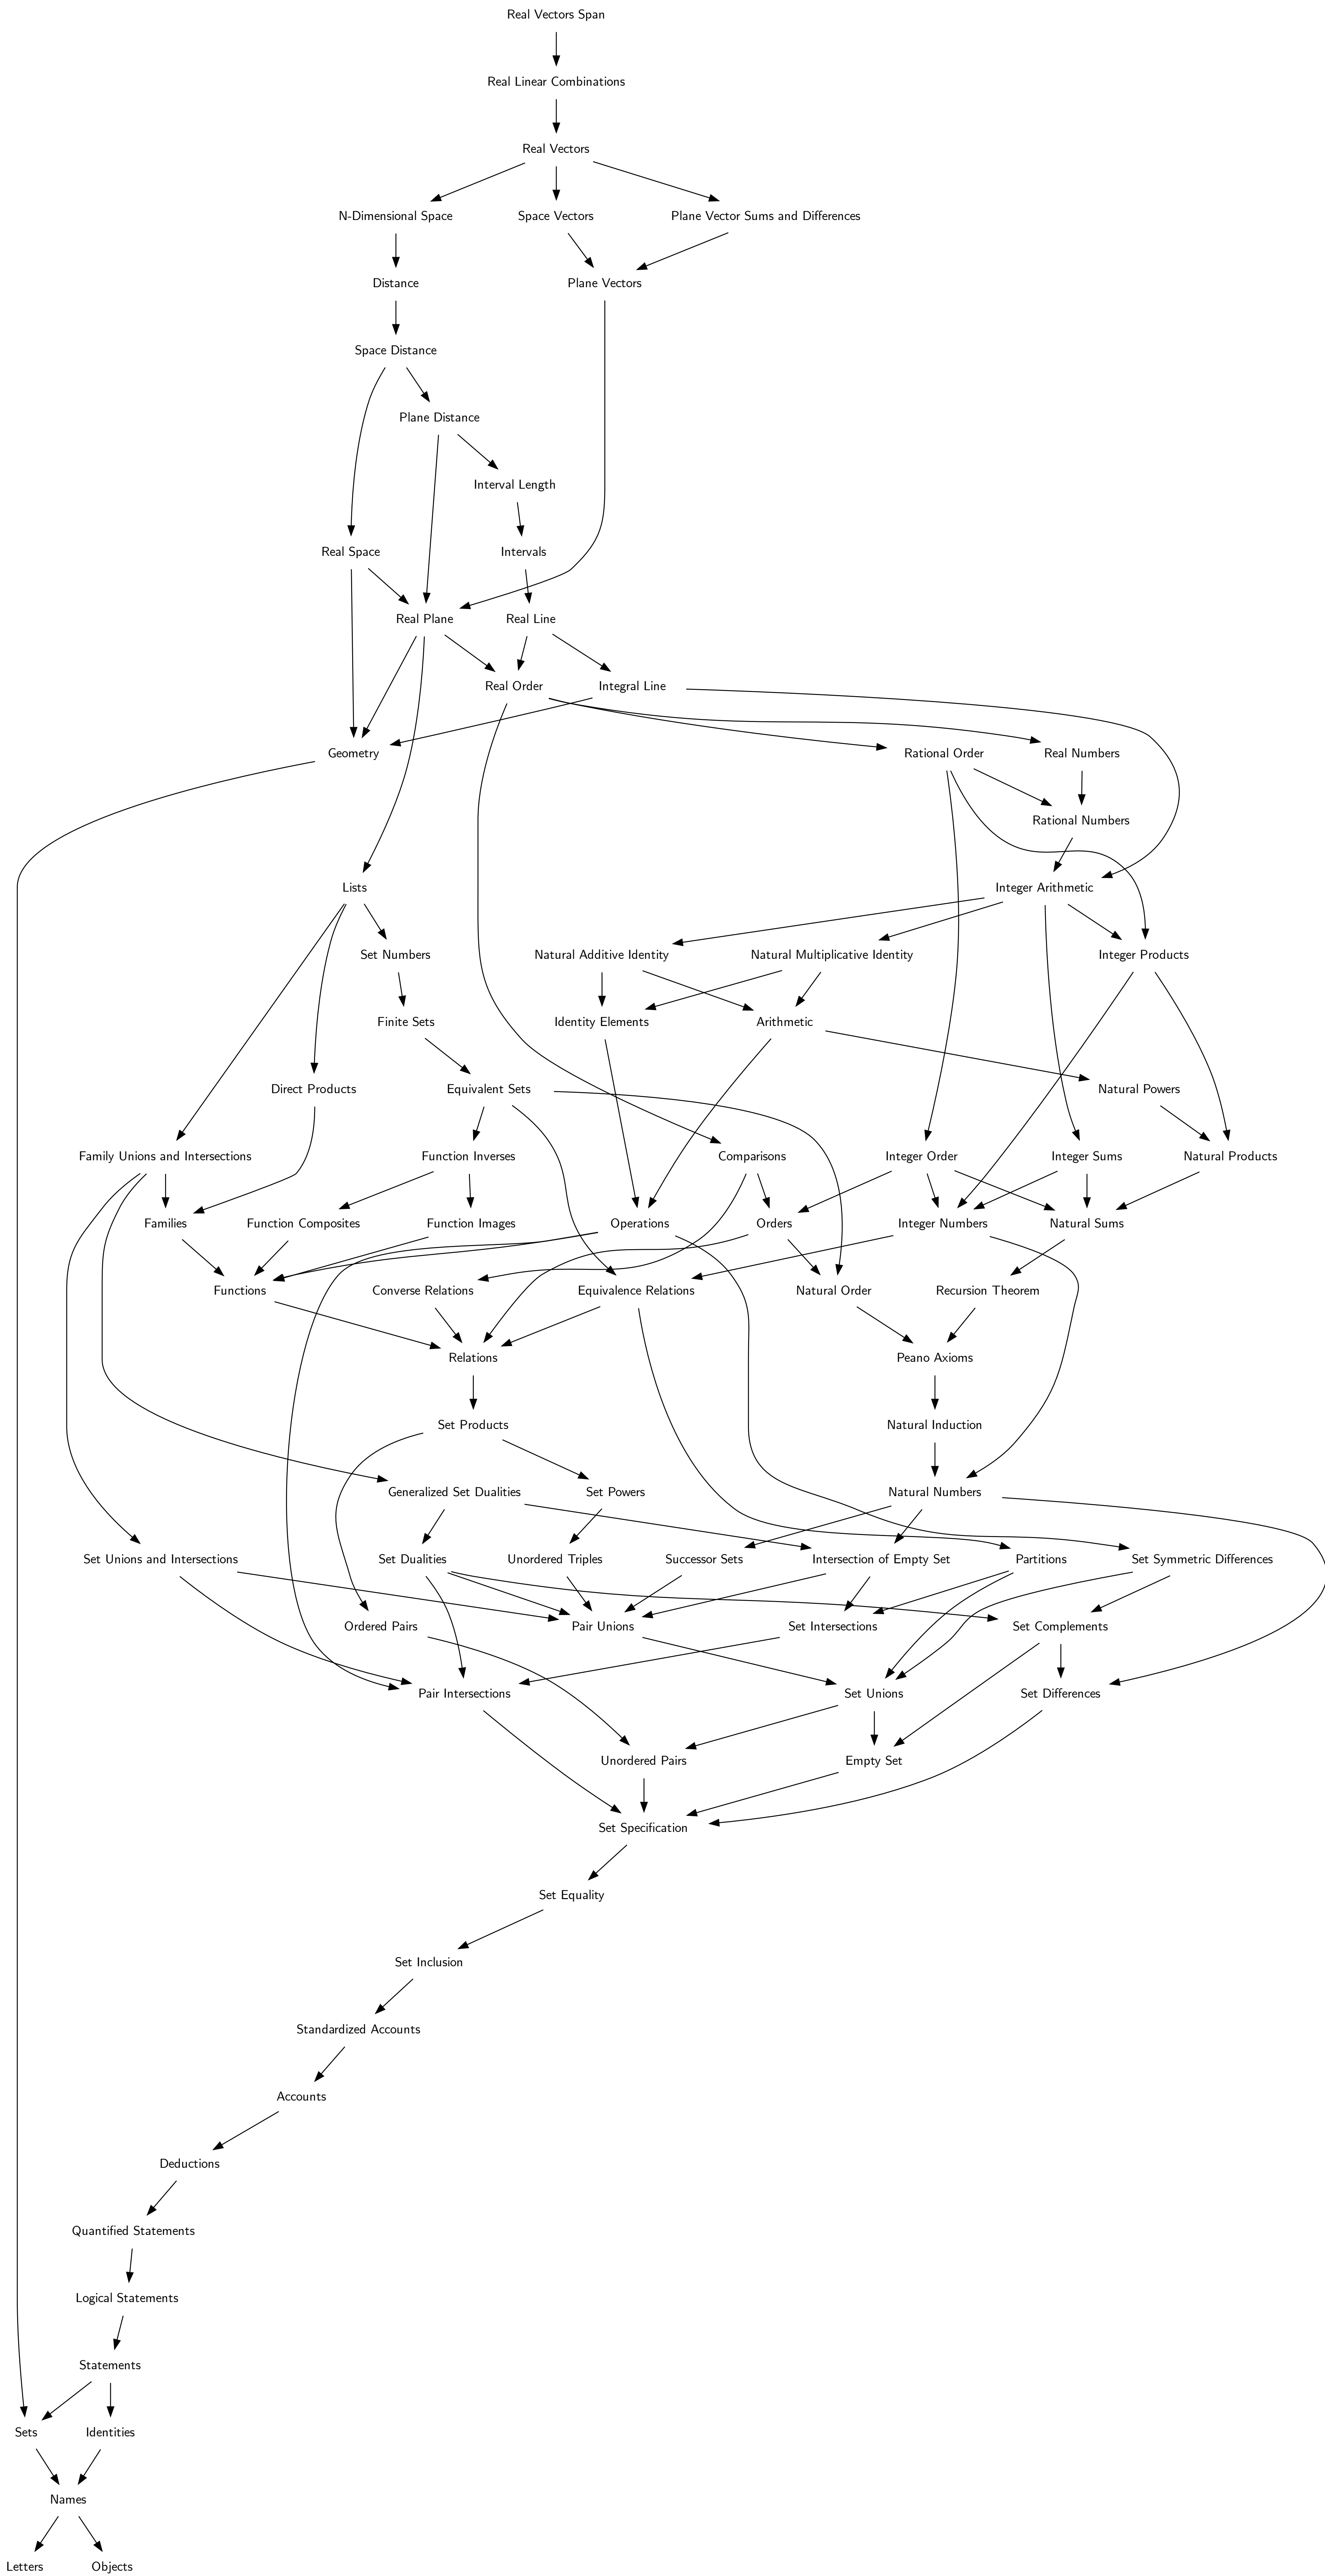 Real Vectors Span
Real Linear Combinations
Real Vectors
N-Dimensional Space
Space Vectors
Plane Vector Sums and Differences
Distance
Plane Vectors
Space Distance
Plane Distance
Interval Length
Real Space
Intervals
Real Plane
Real Line
Real Order
Integral Line
Geometry
Rational Order
Real Numbers
Rational Numbers
Lists
Integer Arithmetic
Set Numbers
Natural Additive Identity
Natural Multiplicative Identity
Integer Products
Finite Sets
Identity Elements
Arithmetic
Direct Products
Equivalent Sets
Natural Powers
Family Unions and Intersections
Function Inverses
Comparisons
Integer Order
Integer Sums
Natural Products
Families
Function Composites
Function Images
Operations
Orders
Integer Numbers
Natural Sums
Functions
Converse Relations
Equivalence Relations
Natural Order
Recursion Theorem
Relations
Peano Axioms
Set Products
Natural Induction
Generalized Set Dualities
Set Powers
Natural Numbers
Set Unions and Intersections
Set Dualities
Unordered Triples
Successor Sets
Intersection of Empty Set
Partitions
Set Symmetric Differences
Ordered Pairs
Pair Unions
Set Intersections
Set Complements
Pair Intersections
Set Unions
Set Differences
Unordered Pairs
Empty Set
Set Specification
Set Equality
Set Inclusion
Standardized Accounts
Accounts
Deductions
Quantified Statements
Logical Statements
Statements
Sets
Identities
Names
Letters
Objects